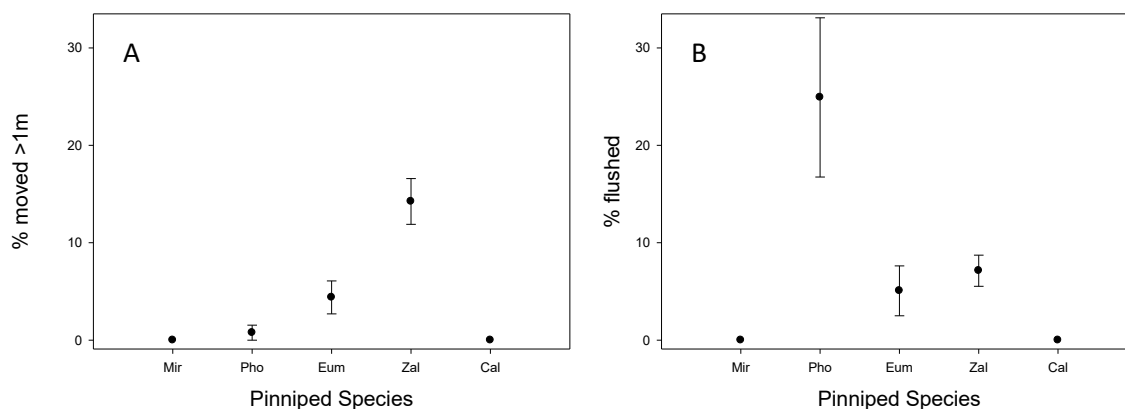 A
30
20
10
0
% moved >1m
Mir Pho Eum Zal Cal
Pinniped Species
B
30
20
10
0
% flushed
Mir Pho Eum Zal Cal
Pinniped Species